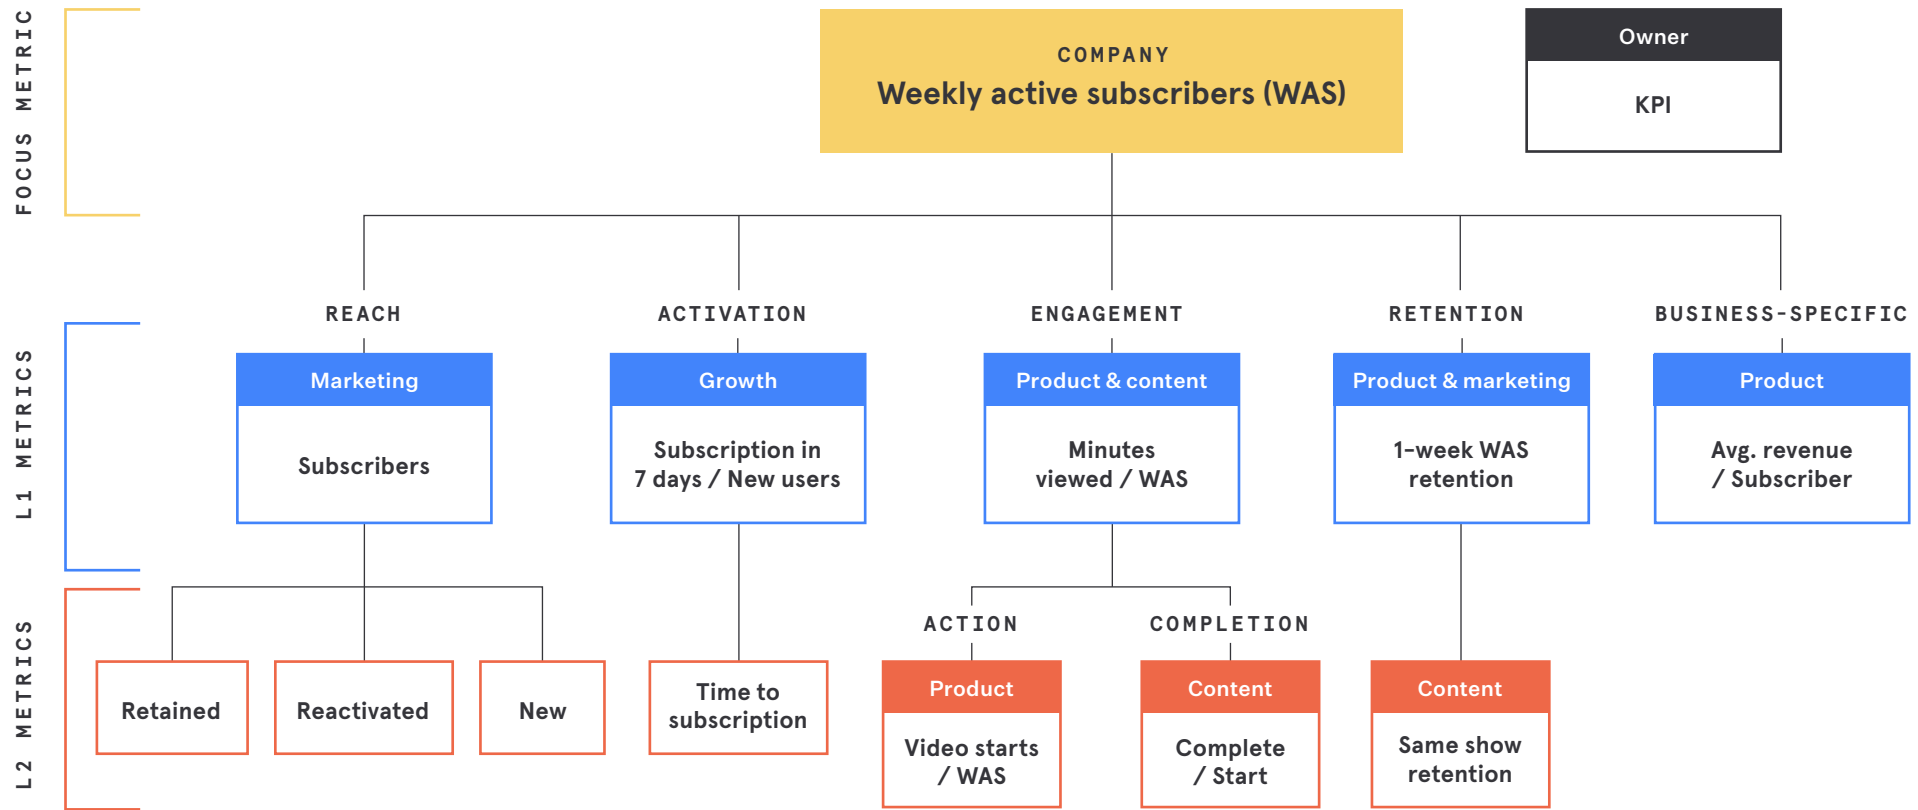 FOCUS METRIC
COMPANY
Weekly active subscribers (WAS)
Owner
KPI
L1 METRICS
REACH
Marketing
Subscribers
ACTIVATION
Growth
Subscription in
7 days / New users
ENGAGEMENT
Product & content
Minutes
viewed / WAS
RETENTION
Product & marketing
1-week WAS
retention
BUSINESS-SPECIFIC
Product
Avg. revenue
/ Subscriber
L2 METRICS
Retained
Reactivated
New
Time to
subscription
ACTION
Product
Video starts
/ WAS
COMPLETION
Content
Complete
/ Start
Content
Same show
retention